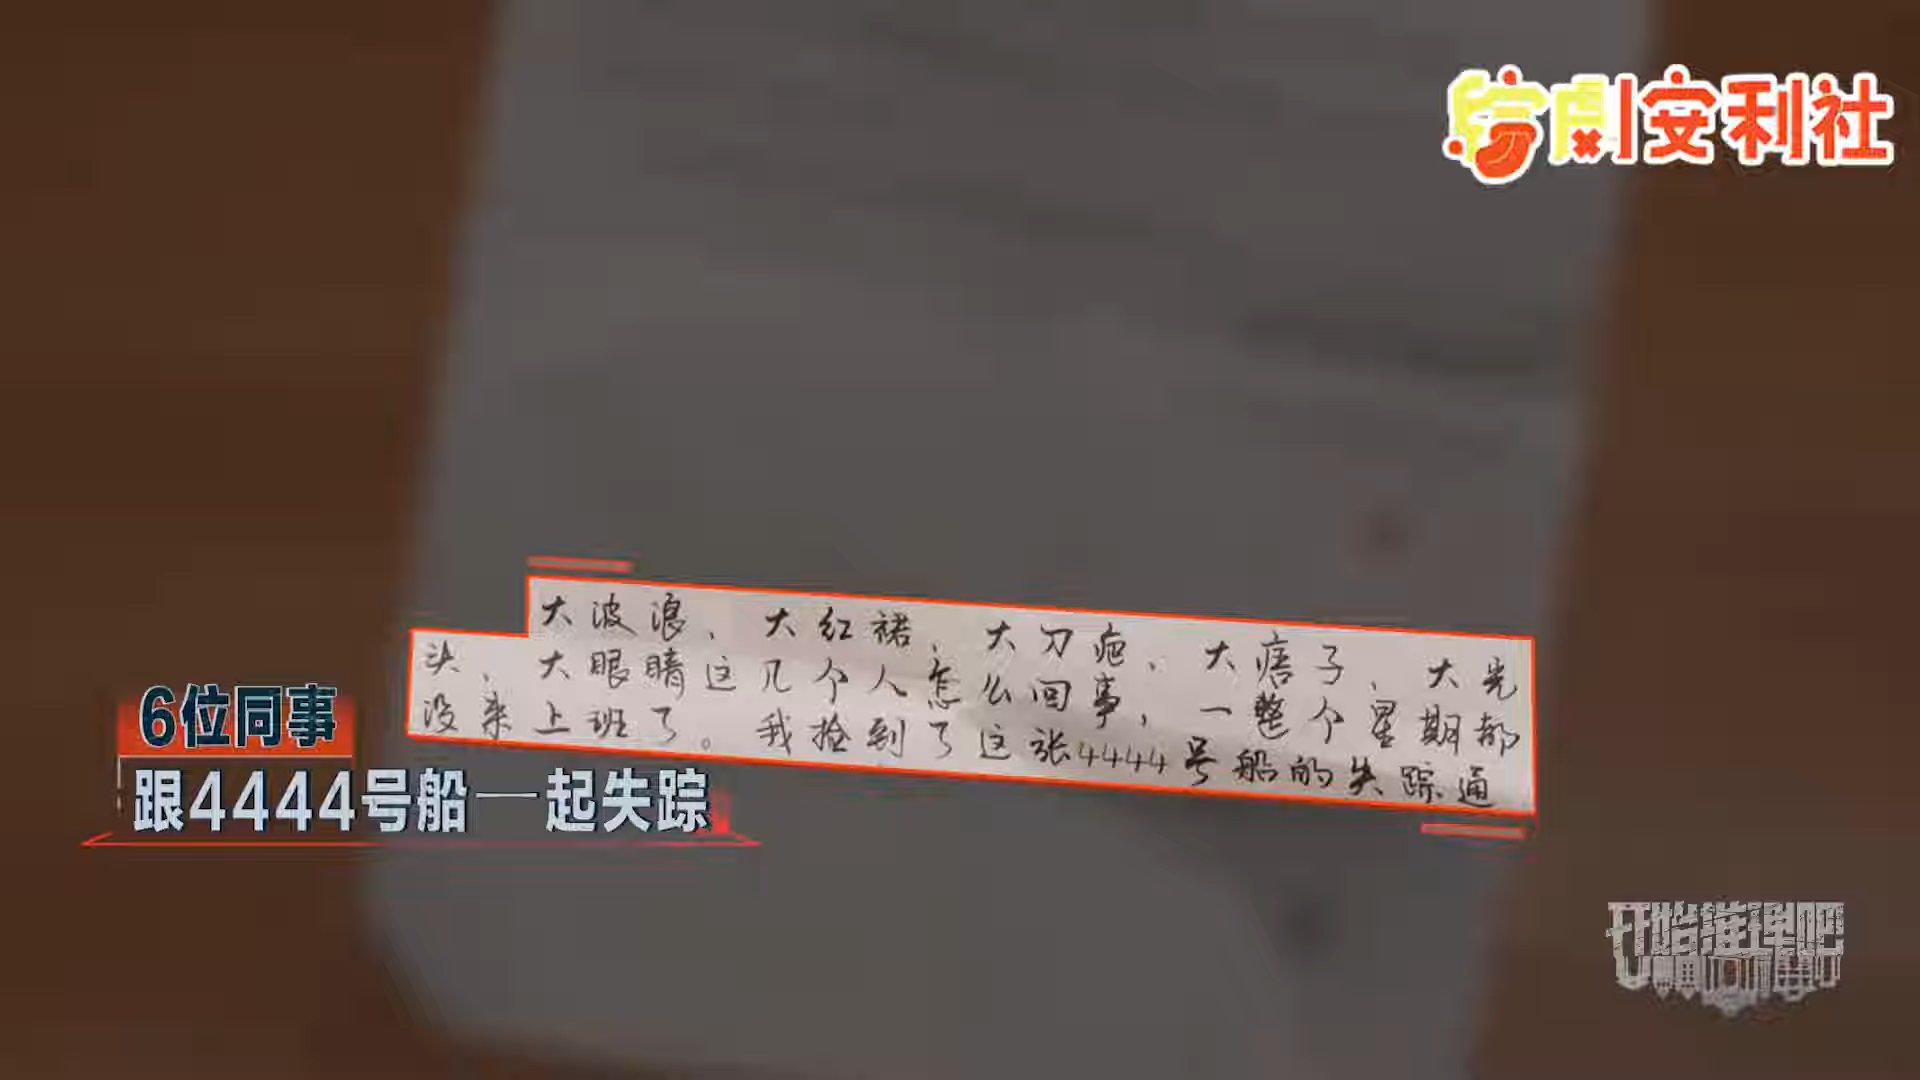 综劇安利社
大波浪、大红裙、大刀疤、大痦子、大光
头、大眼睛这几个人怎么回事，一整个星期都
没来上班了。我捡到了这张4444号船的失踪通
6位同事
跟4444号船一起失踪
开始推理吧